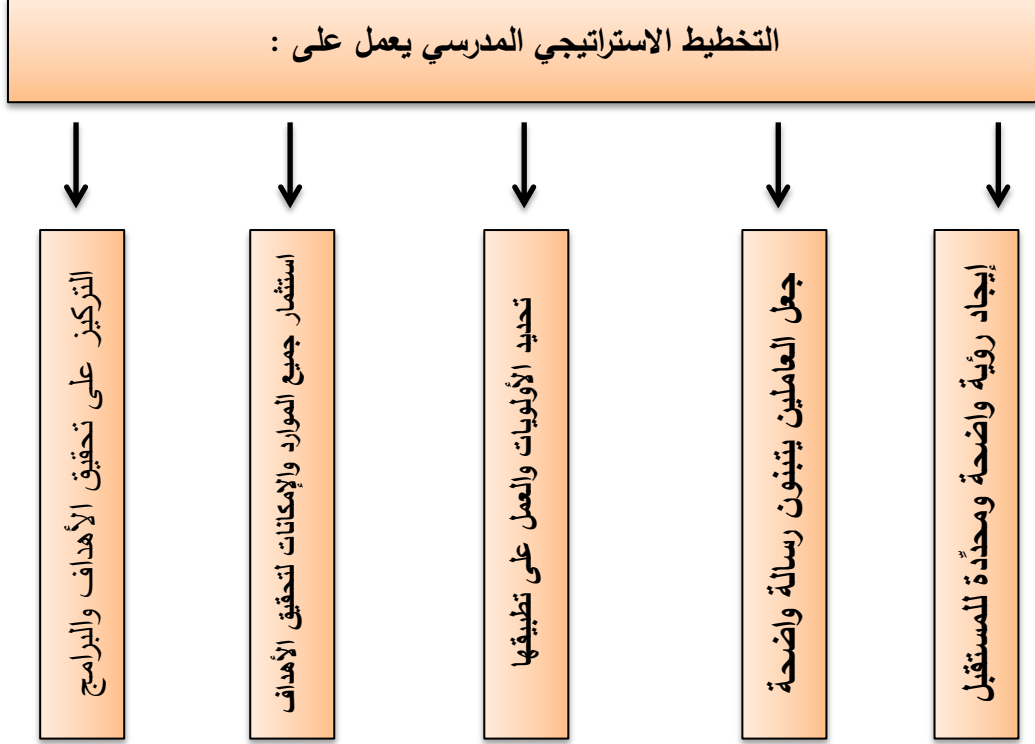 التخطيط الاستراتيجي المدرسي يعمل على :
إيجاد رؤية واضحة ومحدّدة للمستقبل
جعل العاملين يتبنون رسالة واضحة
تحديد الأولويات والعمل على تطبيقها
استثمار جميع الموارد والإمكانات لتحقيق الأهداف
التركيز على تحقيق الأهداف والبرامج